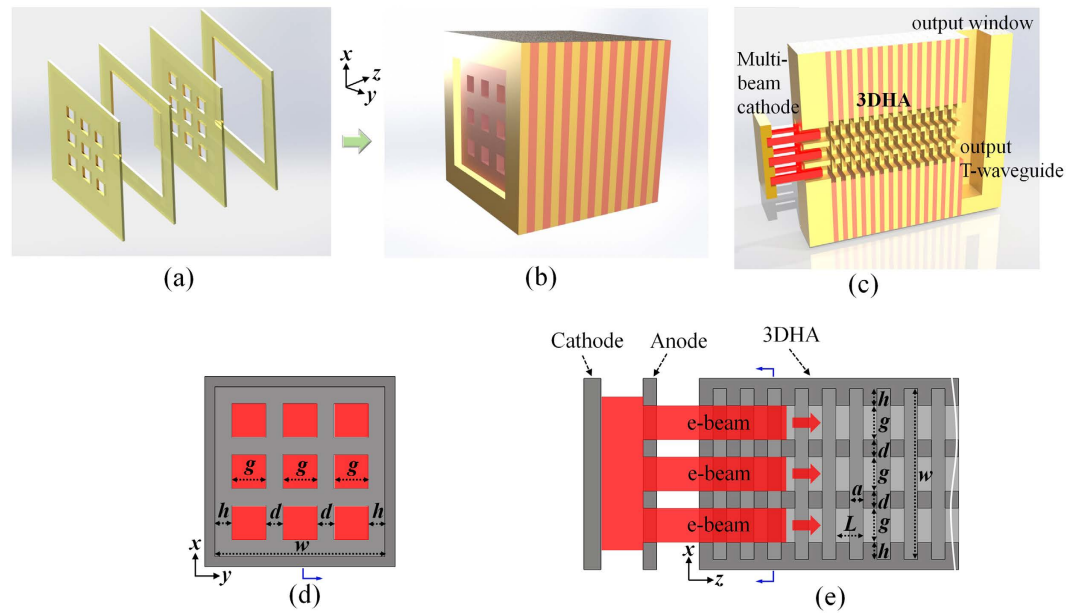 x
z
y
(a)
(b)
output window
Multi-
beam
cathode
3DHA
output
T-waveguide
(c)
g
g
g
h
d
d
h
w
x
y
(d)
Cathode
Anode
3DHA
e-beam
e-beam
e-beam
h
g
d
g
d
g
h
w
a
L
x
z
(e)